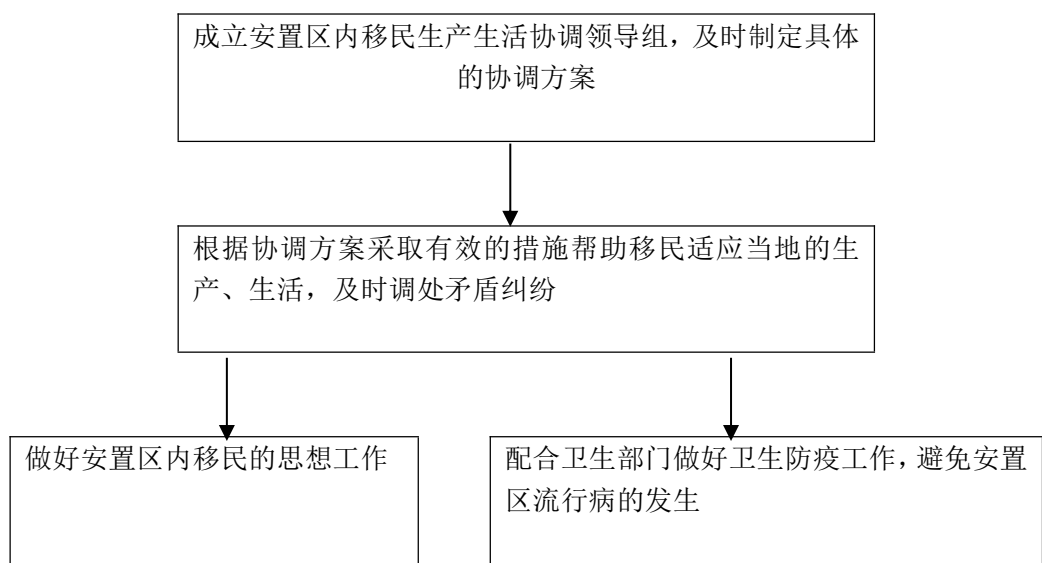 成立安置区内移民生产生活协调领导组，及时制定具体
的协调方案
根据协调方案采取有效的措施帮助移民适应当地的生
产、生活，及时调处矛盾纠纷
做好安置区内移民的思想工作
配合卫生部门做好卫生防疫工作，避免安置
区流行病的发生